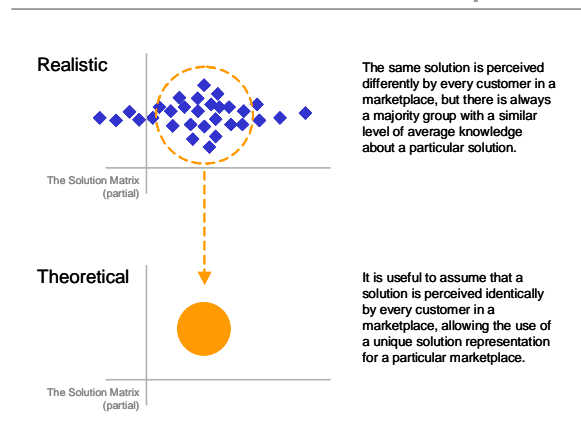 Realistic
The same solution is perceived
differently by every customer in a
marketplace, but there is always
a majority group with a similar
level of average knowledge
about a particular solution.
The Solution Matrix
(partial)
Theoretical
It is useful to assume that a
solution is perceived identically
by every customer in a
marketplace, allowing the use of
a unique solution representation
for a particular marketplace.
The Solution Matrix
(partial)